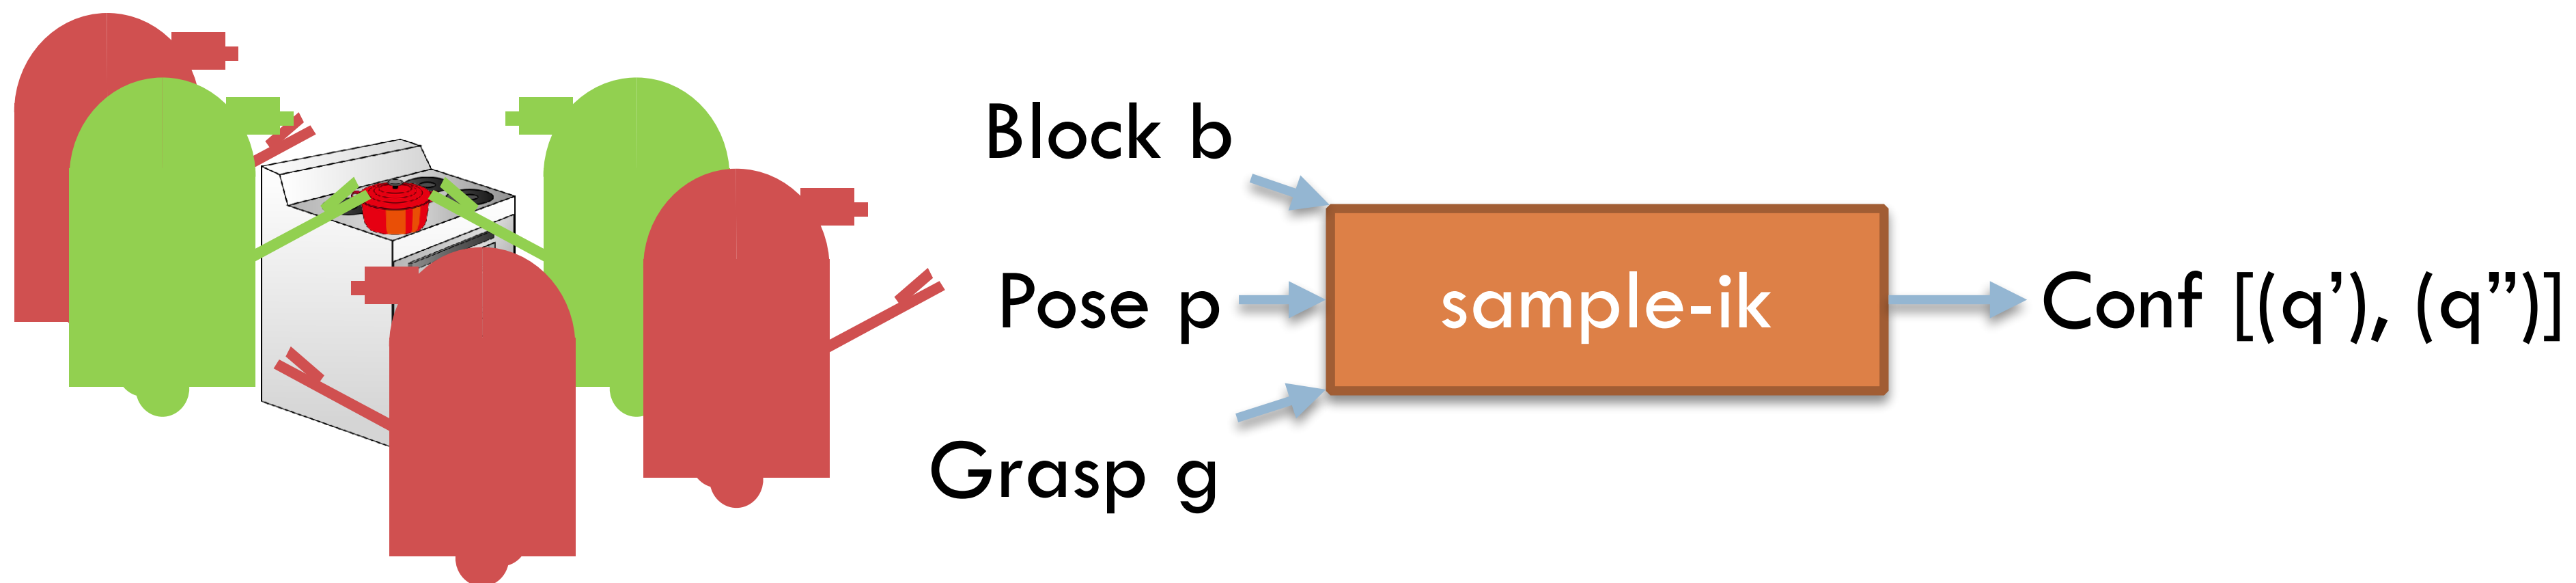 Block b
Pose p
Grasp g
sample-ik
Conf [(q’), (q”)]